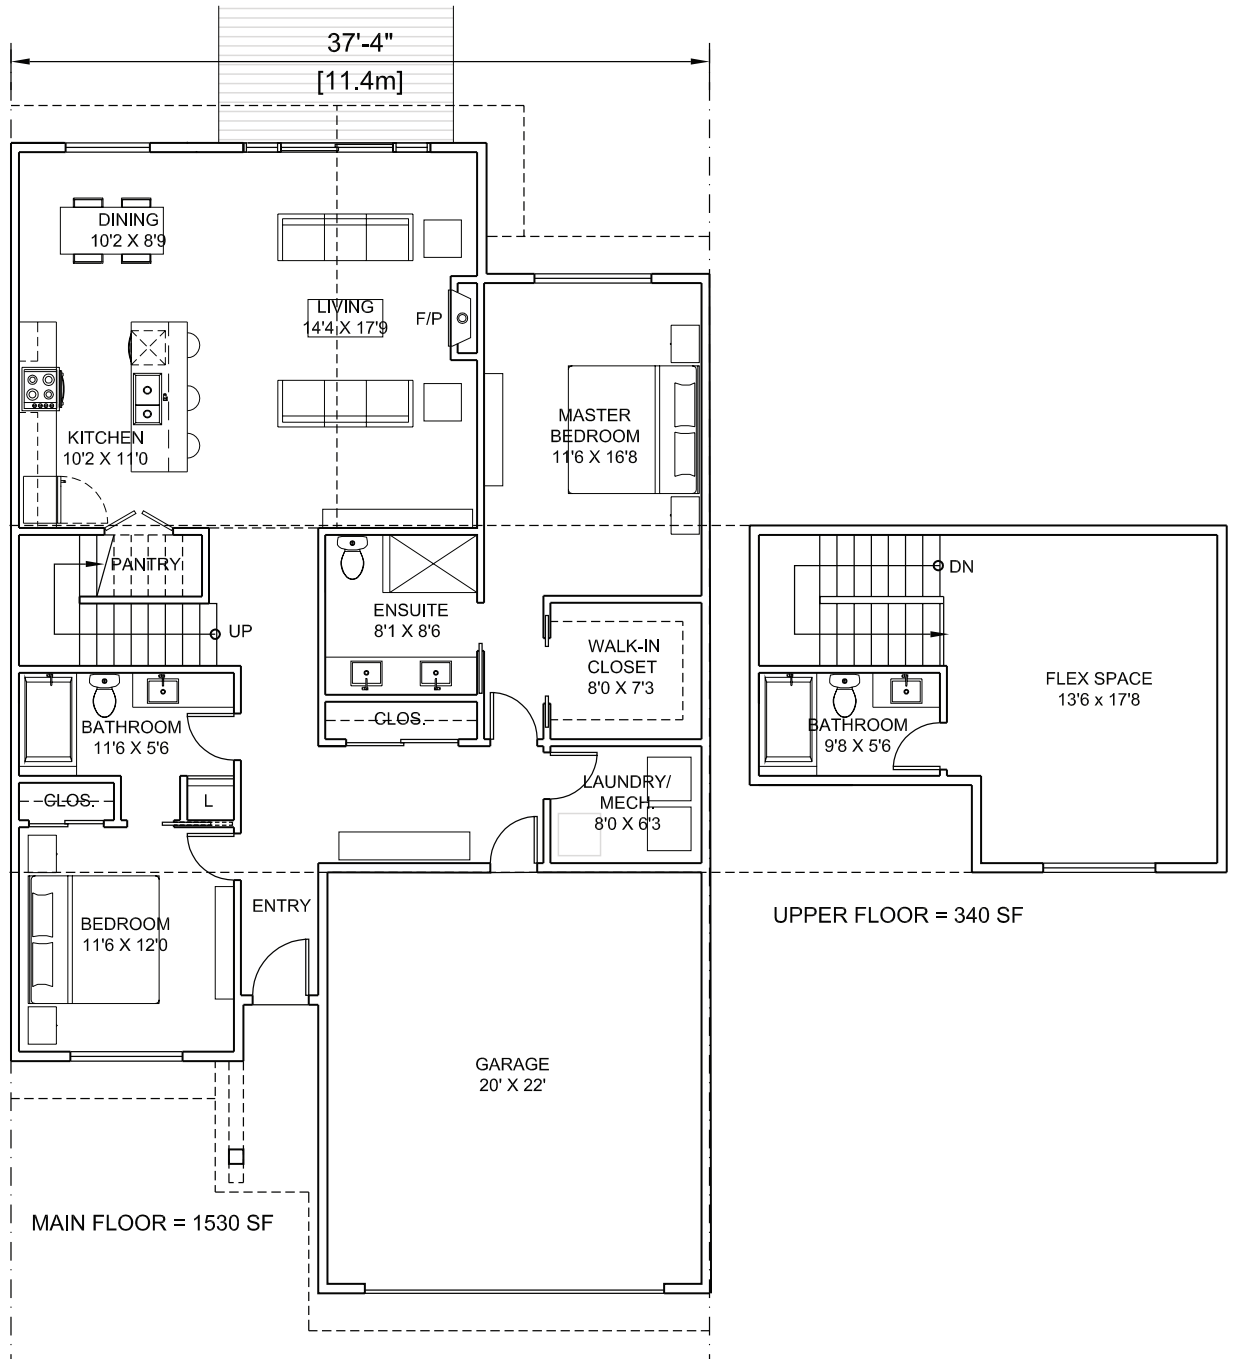 37'-4"
[11.4m]
DINING
10'2 X 8'9
LIVING
14'4 X 17'9
F/P
KITCHEN
10'2 X 11'0
MASTER
BEDROOM
11'6 X 16'8
PANTRY
UP
ENSUITE
8'1 X 8'6
WALK-IN
CLOSET
8'0 X 7'3
CLOS.
BATHROOM
11'6 X 5'6
CLOS.
L
LAUNDRY/
MECH.
8'0 X 6'3
ENTRY
BEDROOM
11'6 X 12'0
GARAGE
20' X 22'
MAIN FLOOR = 1530 SF
DN
FLEX SPACE
13'6 x 17'8
BATHROOM
9'8 X 5'6
UPPER FLOOR = 340 SF